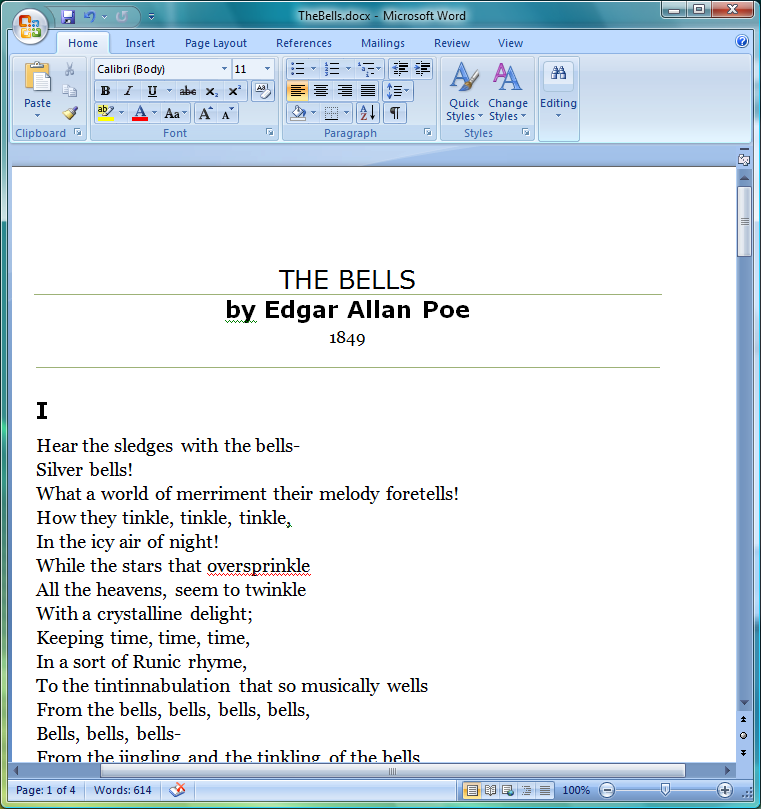 TheBells.docx - Microsoft Word
Home Insert Page Layout References Mailings Review View
Calibri (Body) 11
Paste
B I U abc x₂ x²
ab A Aa A A
A Z ¶
Quick Styles
Change Styles
Editing
Clipboard Font Paragraph Styles
THE BELLS
by Edgar Allan Poe
1849
I
Hear the sledges with the bells-
Silver bells!
What a world of merriment their melody foretells!
How they tinkle, tinkle, tinkle,
In the icy air of night!
While the stars that oversprinkle
All the heavens, seem to twinkle
With a crystalline delight;
Keeping time, time, time,
In a sort of Runic rhyme,
To the tintinnabulation that so musically wells
From the bells, bells, bells, bells,
Bells, bells, bells-
From the jingling and the tinkling of the bells
Page: 1 of 4 Words: 614 100%